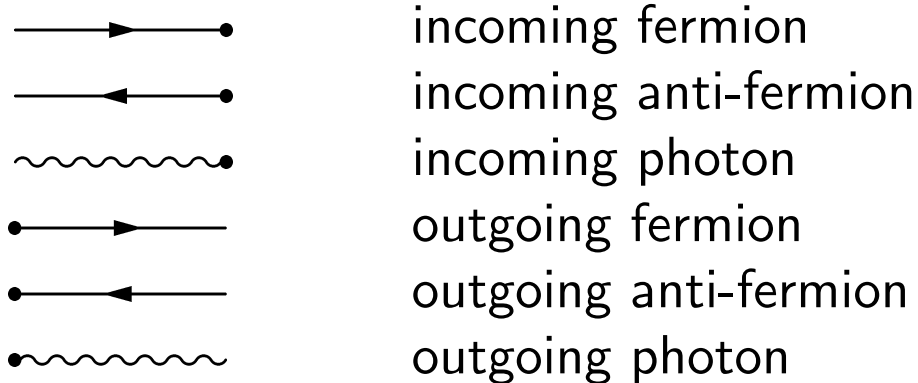 incoming fermion
incoming anti-fermion
incoming photon
outgoing fermion
outgoing anti-fermion
outgoing photon